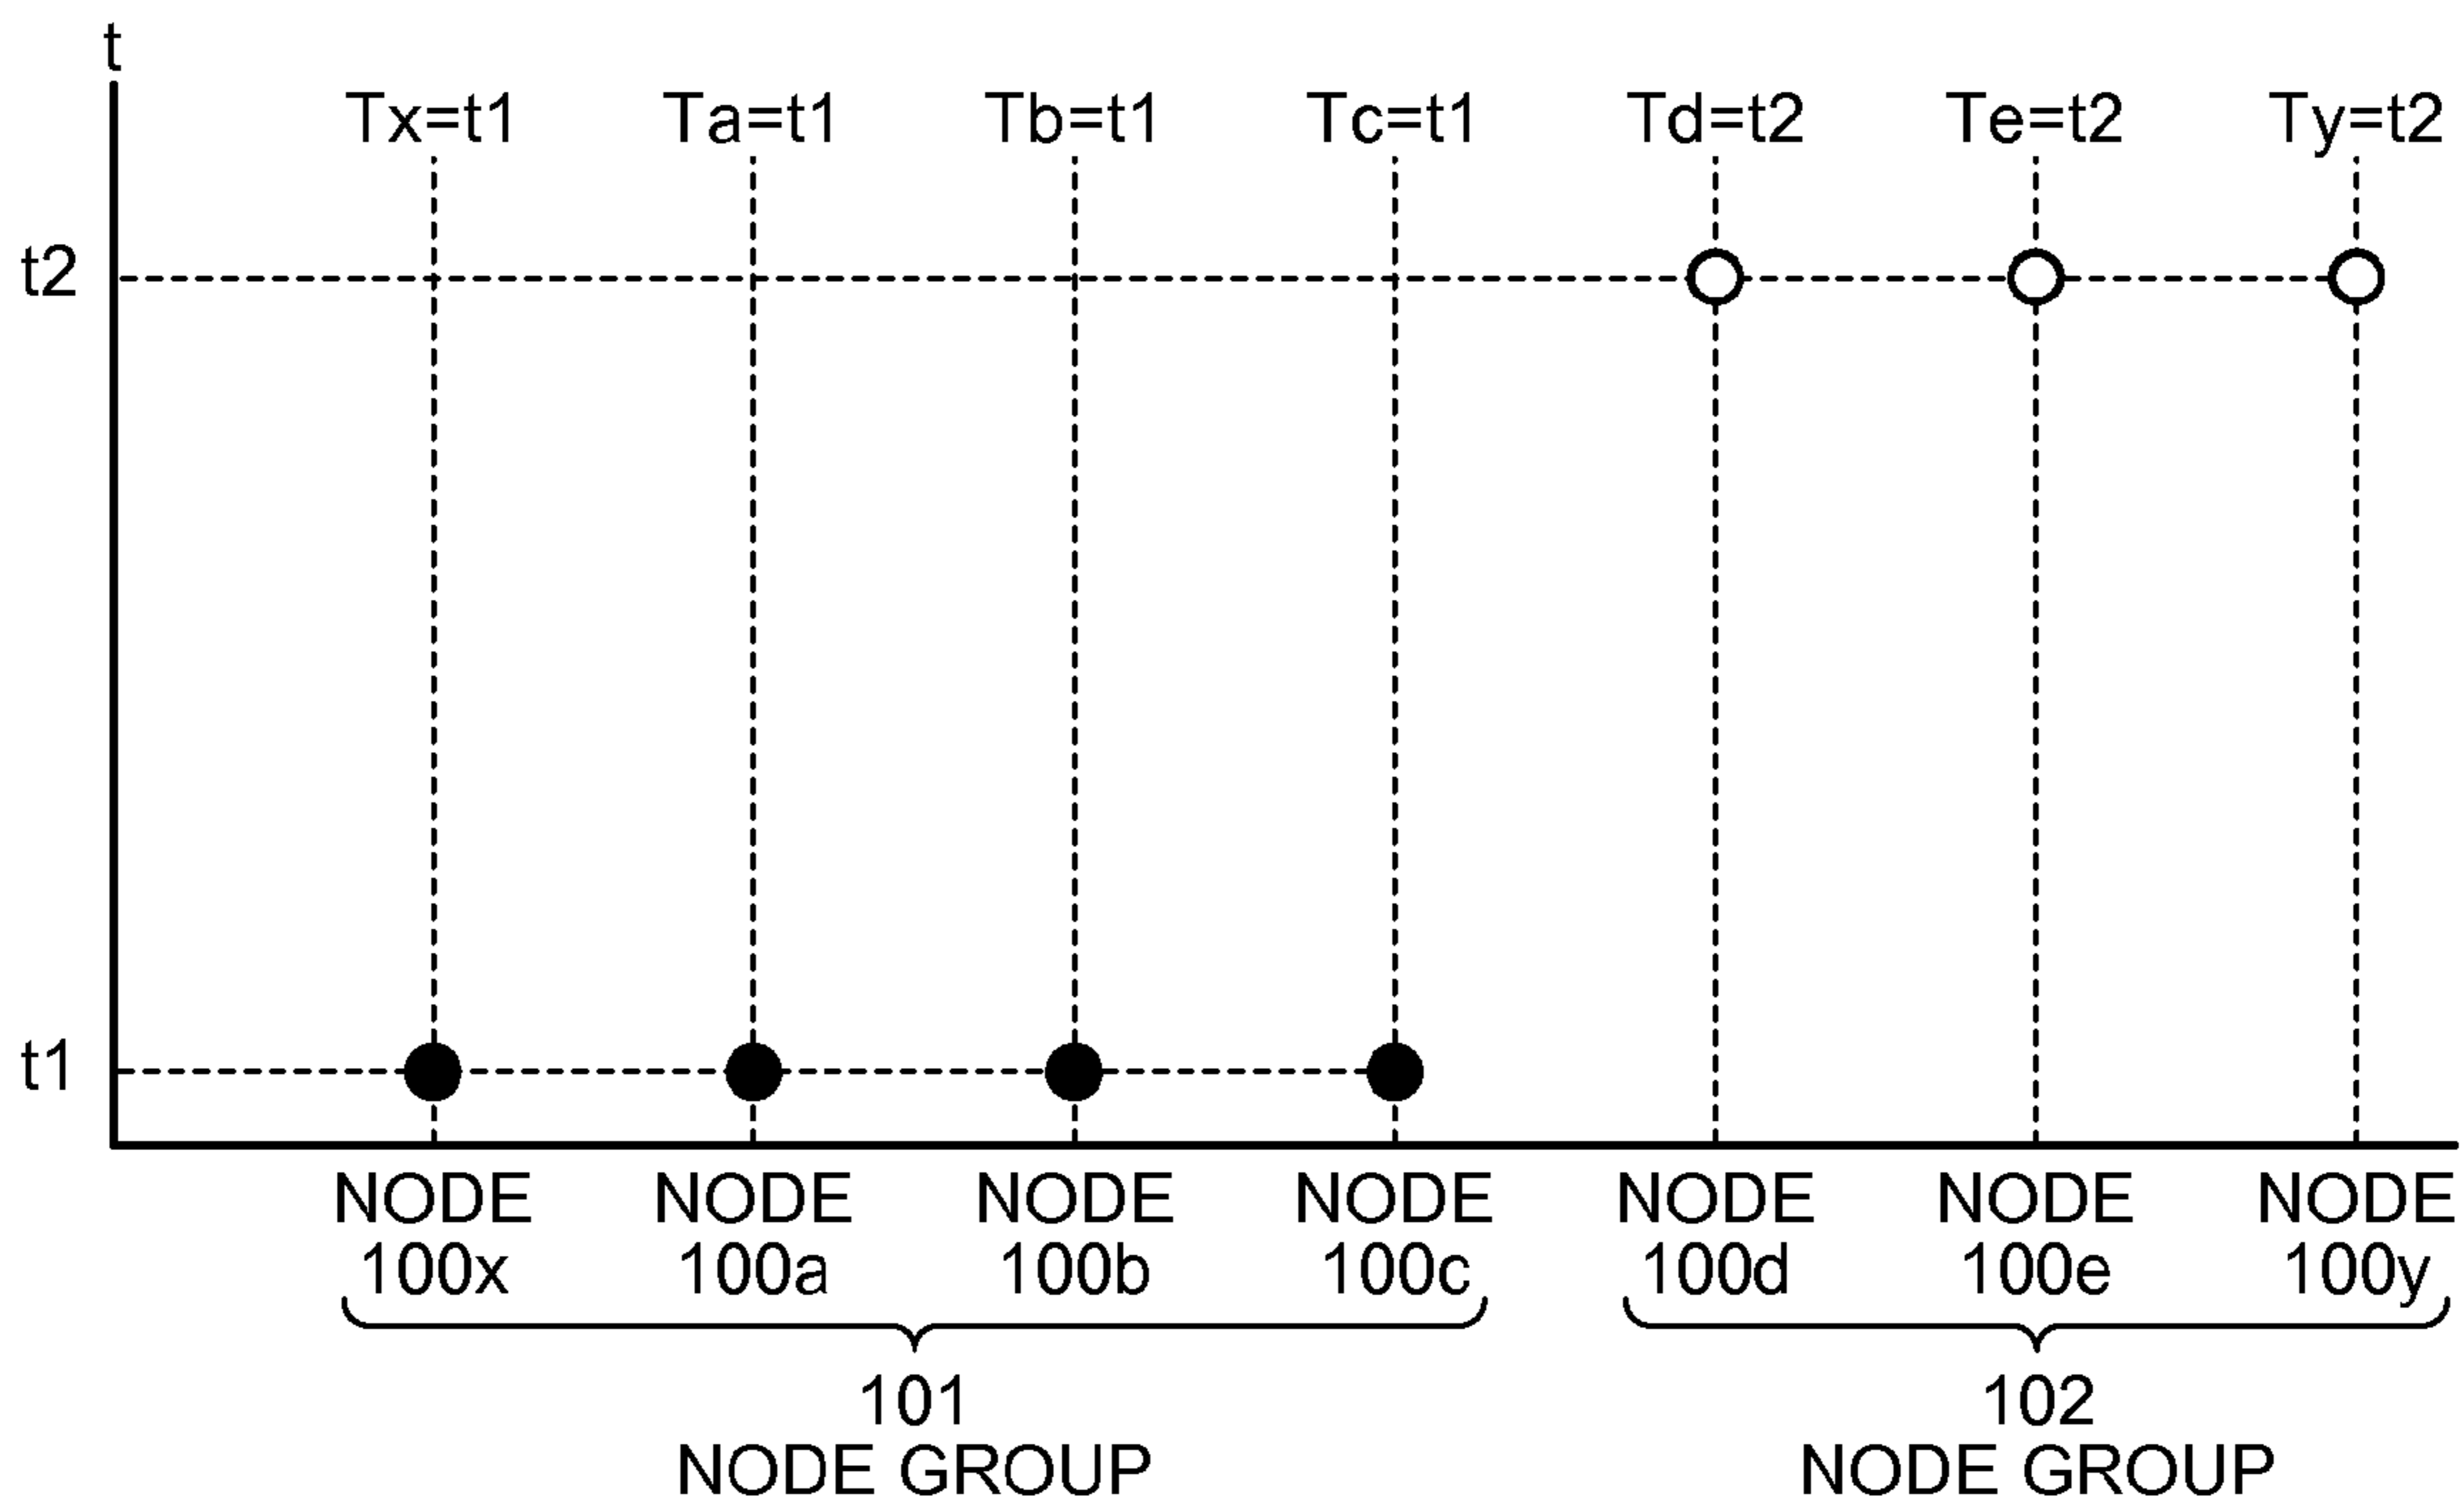 t
Tx=t1 Ta=t1 Tb=t1 Tc=t1 Td=t2 Te=t2 Ty=t2
t2
t1
NODE NODE NODE NODE NODE NODE NODE
100x 100a 100b 100c 100d 100e 100y
101 102
NODE GROUP NODE GROUP